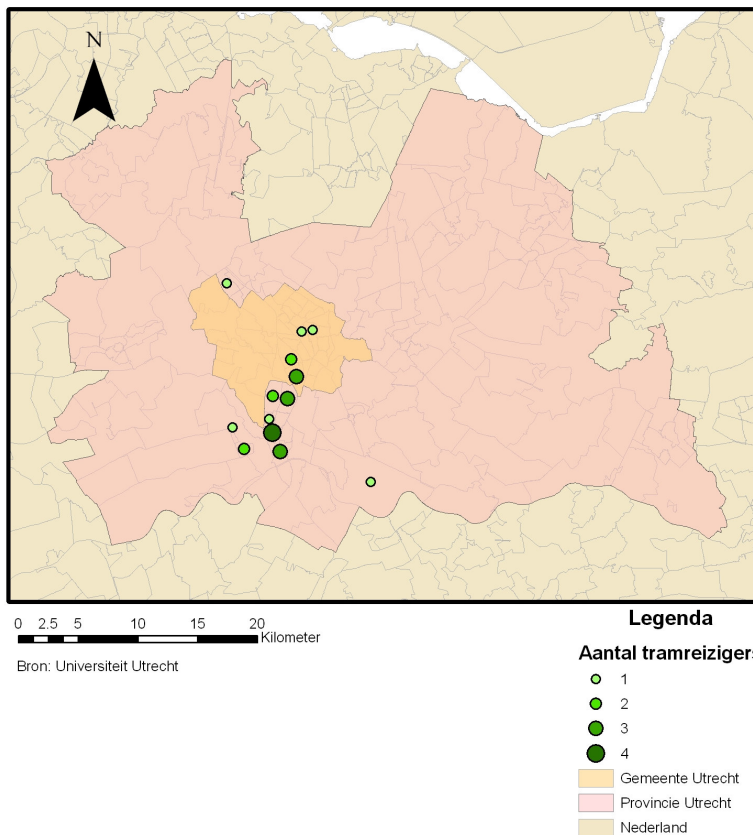 N
0 2.5 5 10 15 20
Kilometer
Bron: Universiteit Utrecht
Legenda
Aantal tramreizigers
1
2
3
4
Gemeente Utrecht
Provincie Utrecht
Nederland